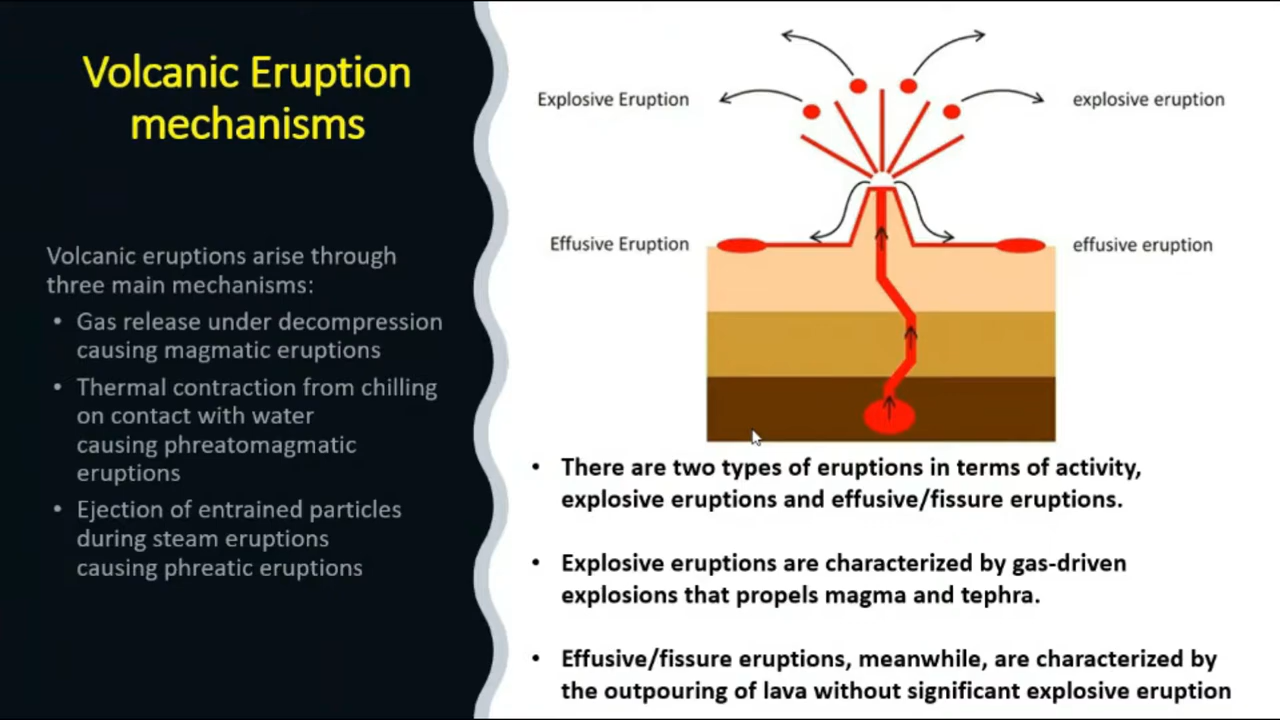 Volcanic Eruption
mechanisms
Volcanic eruptions arise through
three main mechanisms:
• Gas release under decompression
causing magmatic eruptions
• Thermal contraction from chilling
on contact with water
causing phreatomagmatic
eruptions
• Ejection of entrained particles
during steam eruptions
causing phreatic eruptions
Explosive Eruption
explosive eruption
Effusive Eruption
effusive eruption
• There are two types of eruptions in terms of activity,
explosive eruptions and effusive/fissure eruptions.
• Explosive eruptions are characterized by gas-driven
explosions that propels magma and tephra.
• Effusive/fissure eruptions, meanwhile, are characterized by
the outpouring of lava without significant explosive eruption